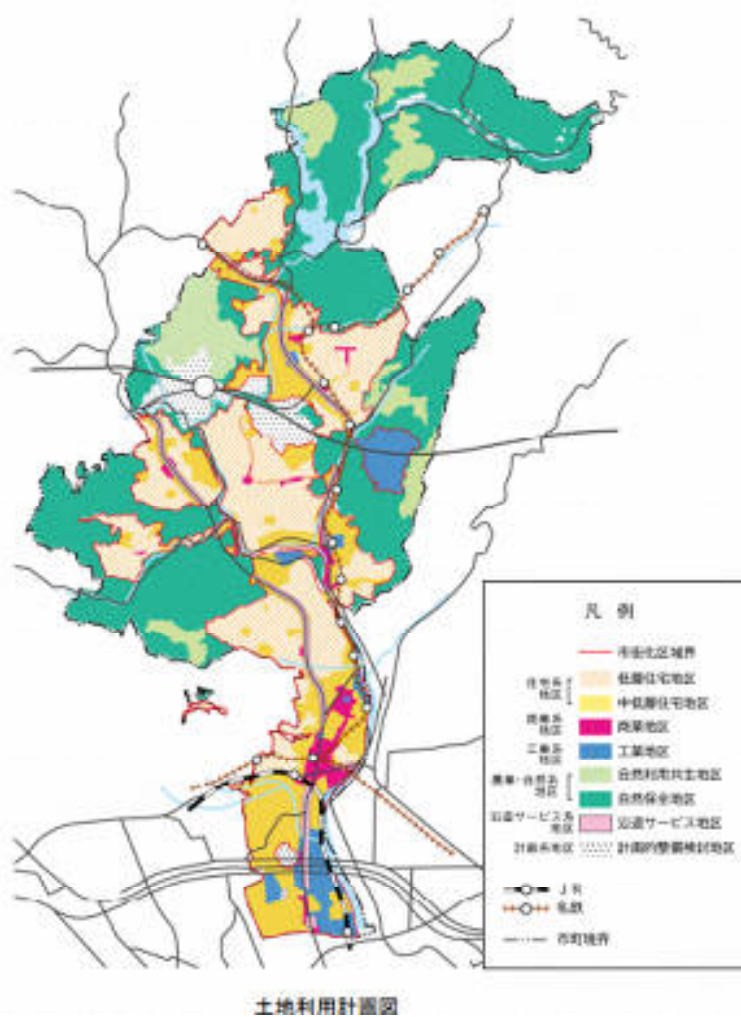 凡 例
市街化区域界
住宅系
地区
低層住宅地区
中低層住宅地区
商業系
地区
商業地区
工業系
地区
工業地区
農業・自然系
地区
自然利用共生地区
自然保全地区
沿道サービス系
地区
沿道サービス地区
計画系地区
計画的整備検討地区
ＪＲ
私鉄
市町境界
土地利用計画図